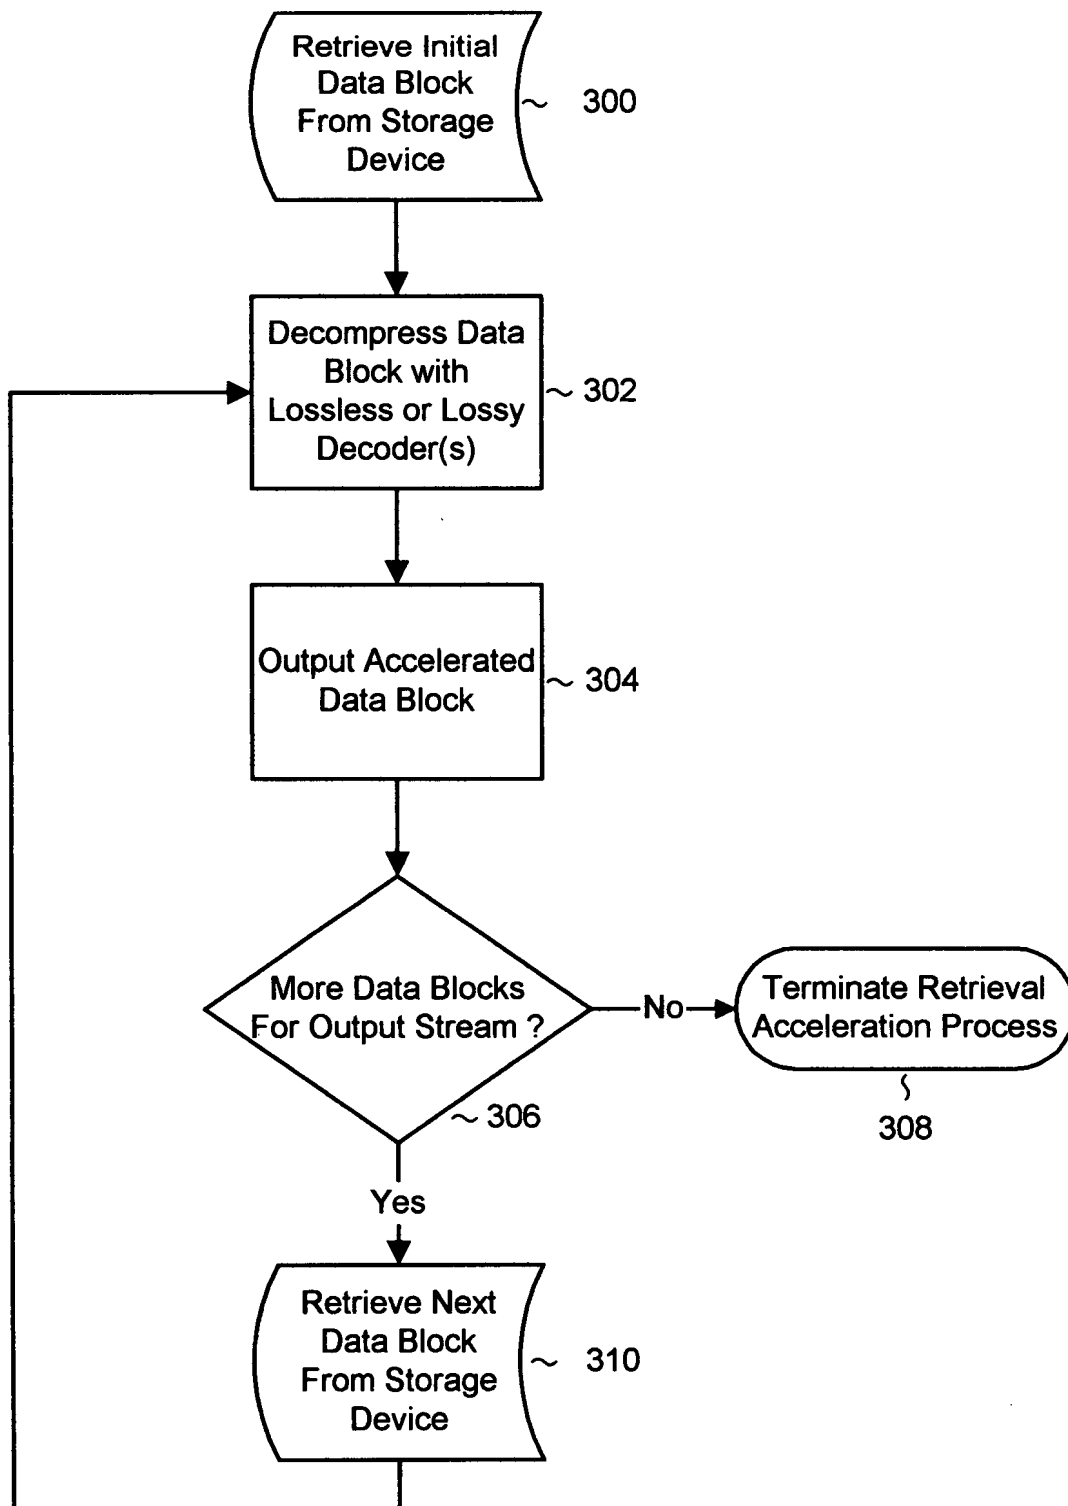 Retrieve Initial
Data Block
From Storage
Device
300
Decompress Data
Block with
Lossless or Lossy
Decoder(s)
302
Output Accelerated
Data Block
304
More Data Blocks
For Output Stream ?
306
No
Terminate Retrieval
Acceleration Process
308
Yes
Retrieve Next
Data Block
From Storage
Device
310